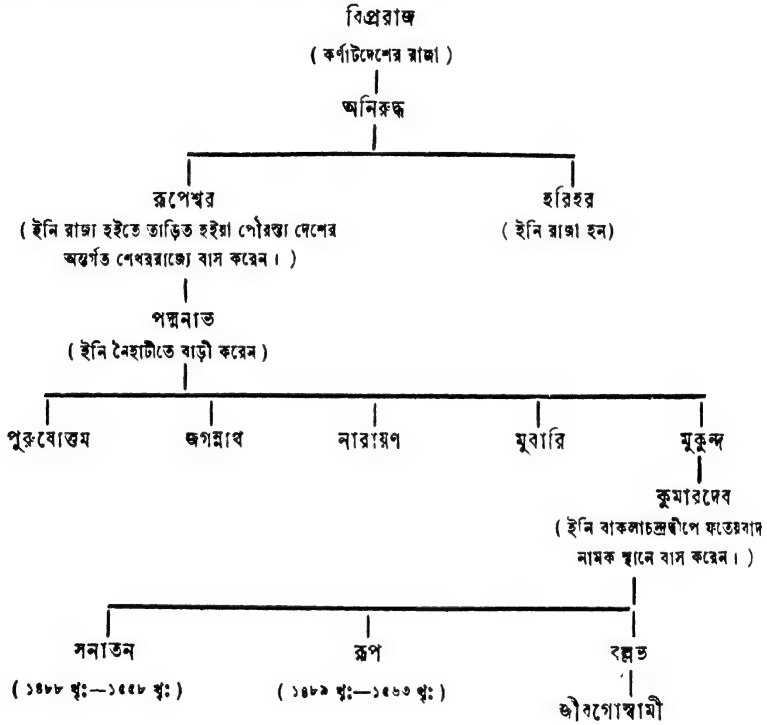 বিপ্ররাজ
( কর্ণাটদেশের রাজা )
অনিরুদ্ধ
রূপেশ্বর
হরিহর
( ইনি রাজ্য হইতে তাড়িত হইয়া পৌরস্ত্য দেশের
অন্তর্গত শেখররাজ্যে বাস করেন। )
( ইনি রাজা হন )
পদ্মনাভ
( ইনি নৈহাটীতে বাড়ী করেন )
পুরুষোত্তম জগন্নাথ নারায়ণ মুবারি মুকুন্দ
কুমারদেব
( ইনি বাকলাচন্দ্রদ্বীপে ফতেয়বাদ
নামক স্থানে বাস করেন। )
সনাতন রূপ বল্লভ
( ১৪৮৮ খৃঃ—১৫৫৮ খৃঃ ) ( ১৪৮৯ খৃঃ—১৫৬৩ খৃঃ )
জীবগোস্বামী